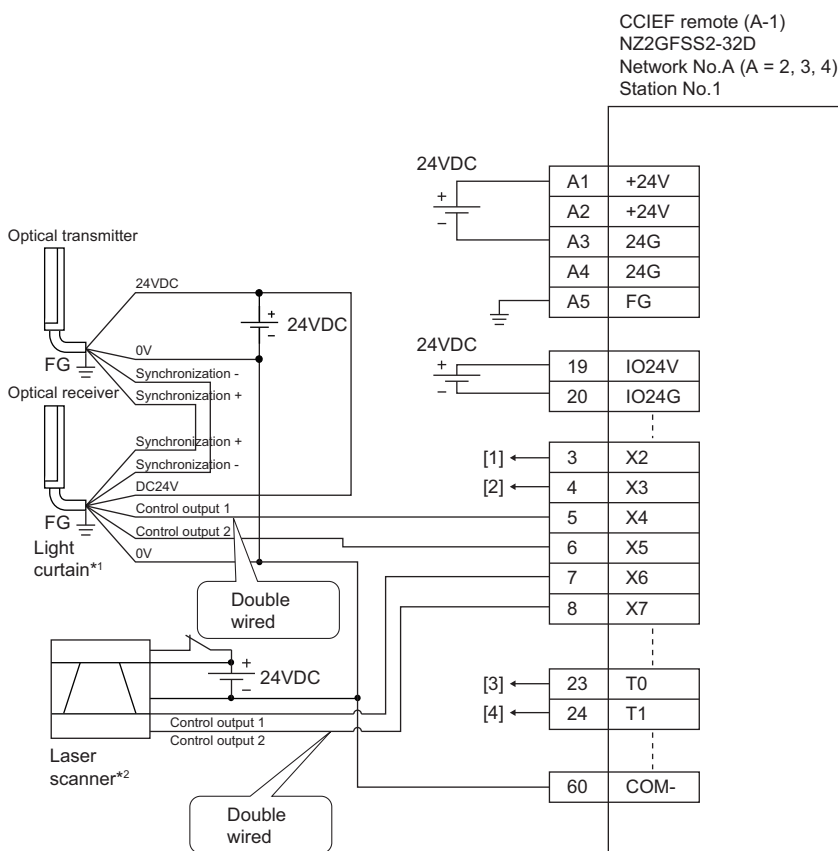 CCIEF remote (A-1)
NZ2GFSS2-32D
Network No.A (A = 2, 3, 4)
Station No.1
24VDC
+
−
A1 +24V
A2 +24V
A3 24G
A4 24G
A5 FG
24VDC
+
−
19 IO24V
20 IO24G
[1] 3 X2
[2] 4 X3
5 X4
6 X5
7 X6
8 X7
[3] 23 T0
[4] 24 T1
60 COM-
Optical transmitter
FG
24VDC
+
−
24VDC
0V
Synchronization -
Synchronization +
Optical receiver
FG
Synchronization +
Synchronization -
DC24V
Control output 1
Control output 2
0V
Light
curtain*1
Double
wired
+
−
24VDC
Control output 1
Control output 2
Laser
scanner*2
Double
wired